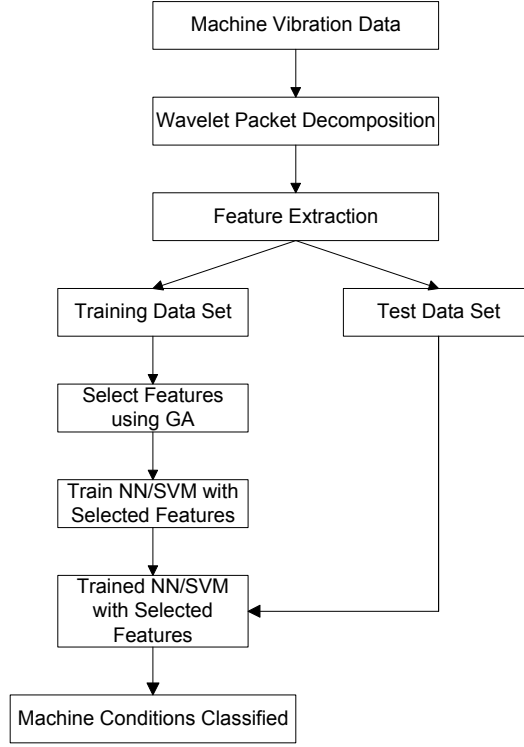 Machine Vibration Data
Wavelet Packet Decomposition
Feature Extraction
Training Data Set
Test Data Set
Select Features
using GA
Train NN/SVM with
Selected Features
Trained NN/SVM
with Selected
Features
Machine Conditions Classified